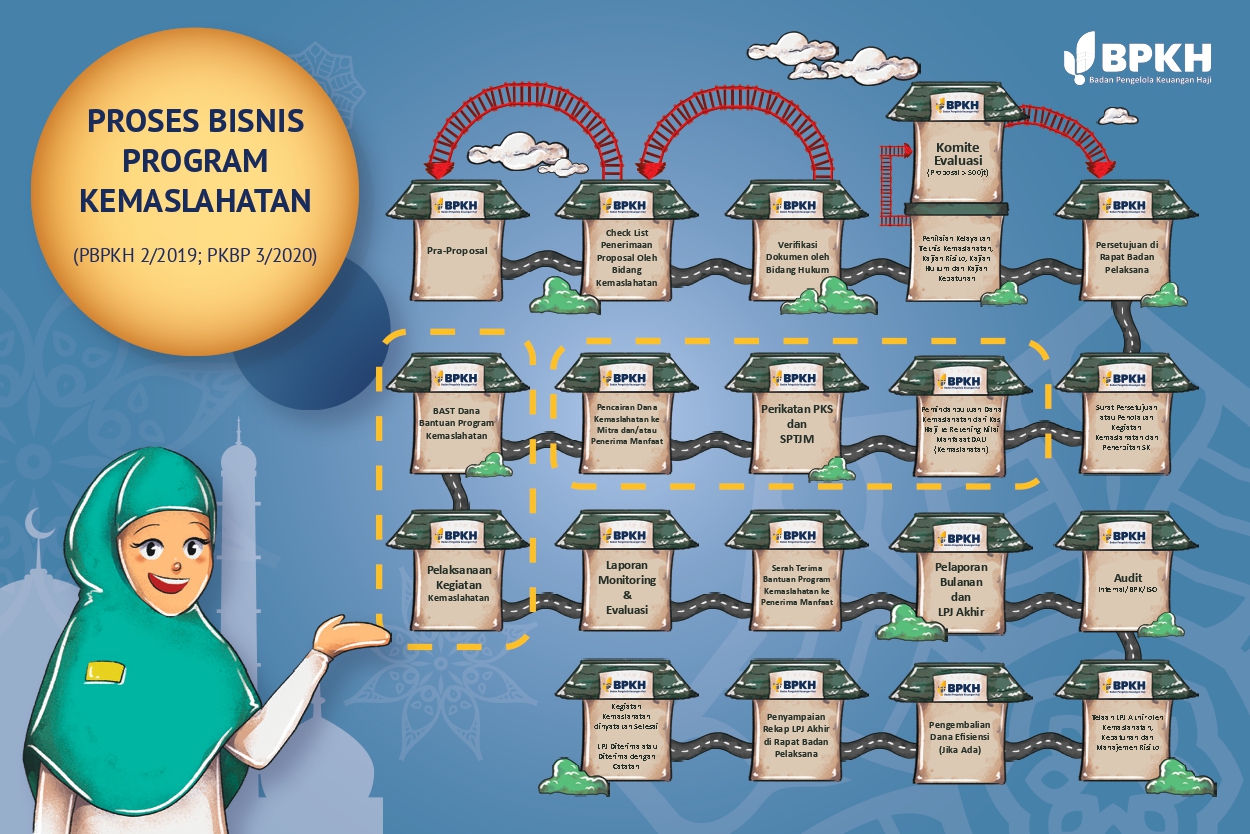 PROSES BISNIS
PROGRAM
KEMASLAHATAN
(PBPKH 2/2019; PKBP 3/2020)
BPKH
Badan Pengelola Keuangan Haji
BPKH
Pra-Proposal
BPKH
Check List
Penerimaan
Proposal Oleh
Bidang
Kemaslahatan
BPKH
Verifikasi
Dokumen oleh
Bidang Hukum
BPKH
Komite
Evaluasi
(Proposal > 500jt)
Penilaian Kelayakan
Teknis Kemaslahatan,
Kajian Risiko, Kajian
Hukum dan Kajian
Kepatuhan
BPKH
Persetujuan di
Rapat Badan
Pelaksana
BPKH
BAST Dana
Bantuan Program
Kemaslahatan
BPKH
Pencairan Dana
Kemaslahatan ke
Mitra dan/atau
Penerima Manfaat
BPKH
Perikatan PKS
dan
SPTJM
BPKH
Pemindahbukuan Dana
Kemaslahatan dari Kas
Haji ke Rekening Nilai
Manfaaat DAU
(Kemaslahatan)
BPKH
Surat Persetujuan
atau Penolakan
Kegiatan
Kemaslahatan dan
Penerbitan SK
BPKH
Pelaksanaan
Kegiatan
Kemaslahatan
BPKH
Laporan
Monitoring
&
Evaluasi
BPKH
Serah Terima
Bantuan Program
Kemaslahatan ke
Penerima Manfaat
BPKH
Pelaporan
Bulanan
dan
LPJ Akhir
BPKH
Audit
Internal/BPK/ISO
BPKH
Kegiatan
Kemaslahatan
dinyatakan Selesai
LPJ Diterima atau
Diterima dengan
Catatan
BPKH
Penyampaian
Rekap LPJ Akhir
di Rapat Badan
Pelaksana
BPKH
Pengembalian
Dana Efisiensi
(Jika Ada)
BPKH
Telaah LPJ Akhir oleh
Kemaslahatan,
Kepatuhan dan
Manajemen Risiko